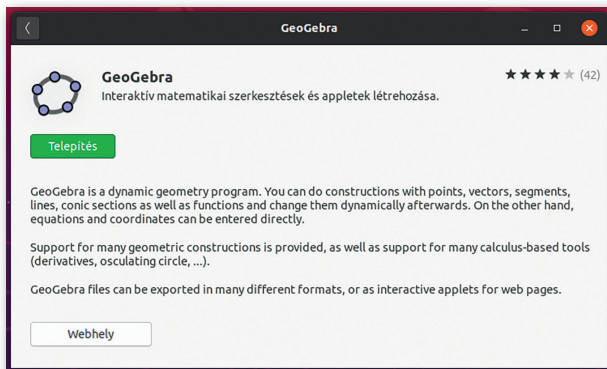 GeoGebra
GeoGebra
Interaktív matematikai szerkesztések és appletek létrehozása.
(42)
Telepítés
GeoGebra is a dynamic geometry program. You can do constructions with points, vectors, segments,
lines, conic sections as well as functions and change them dynamically afterwards. On the other hand,
equations and coordinates can be entered directly.
Support for many geometric constructions is provided, as well as support for many calculus-based tools
(derivatives, osculating circle, ...).
GeoGebra files can be exported in many different formats, or as interactive applets for web pages.
Webhely